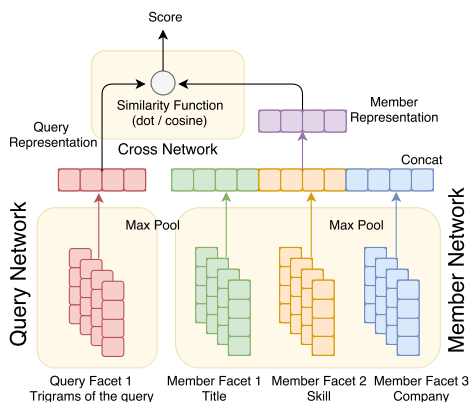 Score
Similarity Function
(dot / cosine)
Cross Network
Query
Representation
Member
Representation
Concat
Max Pool
Max Pool
Query Network
Member Network
Query Facet 1
Trigrams of the query
Member Facet 1
Title
Member Facet 2
Skill
Member Facet 3
Company